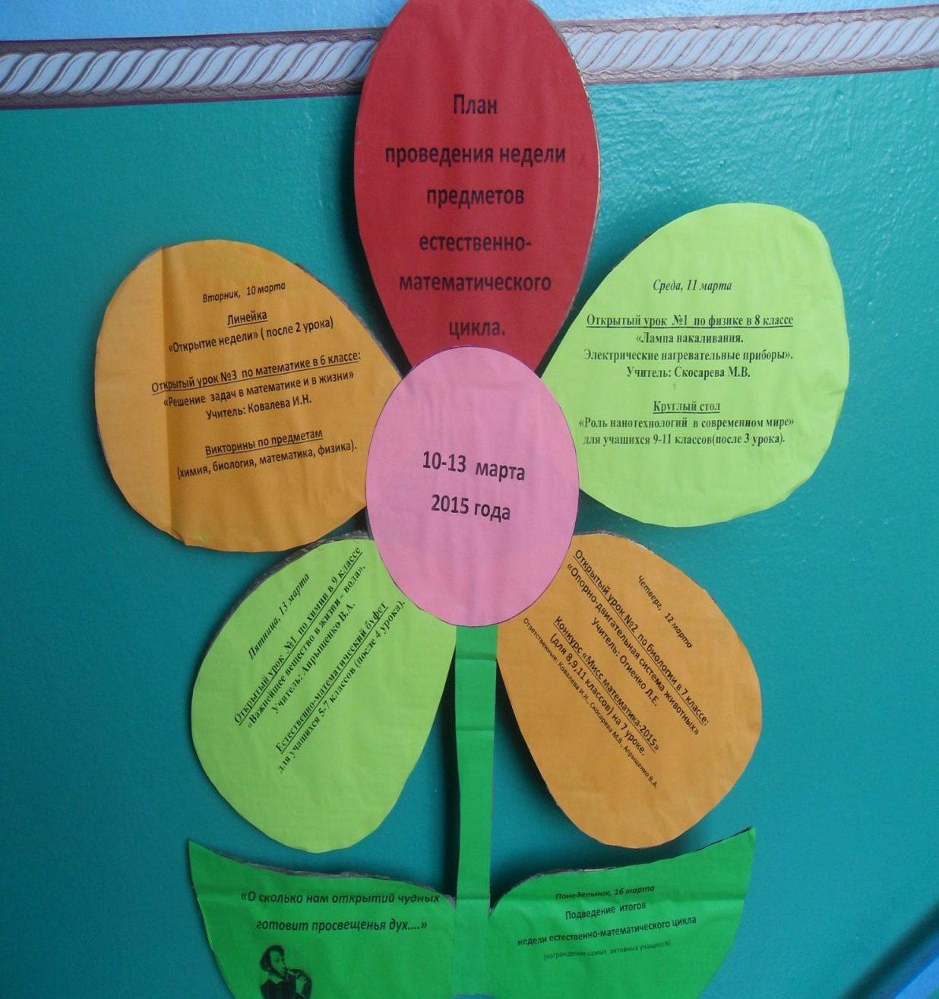 План
проведения недели
предметов
естественно-
математического
цикла.
Вторник, 10 марта
Линейка
«Открытие недели» ( после 2 урока)
Открытый урок №3 по математике в 6 классе:
«Решение задач в математике и в жизни»
Учитель: Ковалева И.Н.
Викторины по предметам
(химия, биология, математика, физика).
Среда, 11 марта
Открытый урок №1 по физике в 8 классе
«Лампа накаливания.
Электрические нагревательные приборы».
Учитель: Скосарева М.В.
Круглый стол
«Роль нанотехнологий в современном мире»
для учащихся 9-11 классов(после 3 урока).
10-13 марта
2015 года
Четверг, 12 марта
Открытый урок №2 по биологии в 7 классе:
«Опорно-двигательная система животных»
Учитель: Огиенко Л.Е.
Конкурс «Мисс математика-2015»
(для 8,9,11 классов) на 7 уроке.
Ответственные: Ковалева И.Н., Скосарева М.В., Апрыщенко В.А.
Пятница, 13 марта
Открытый урок №1 по химии в 9 классе
«Важнейшее вещество в жизни – вода».
Учитель: Апрыщенко В.А.
Естественно-математический буфет
для учащихся 5-7 классов (после 4 урока).
«О сколько нам открытий чудных
готовит просвещенья дух....»
Понедельник, 16 марта
Подведение итогов
недели естественно-математического цикла
(награждение самых активных учащихся).